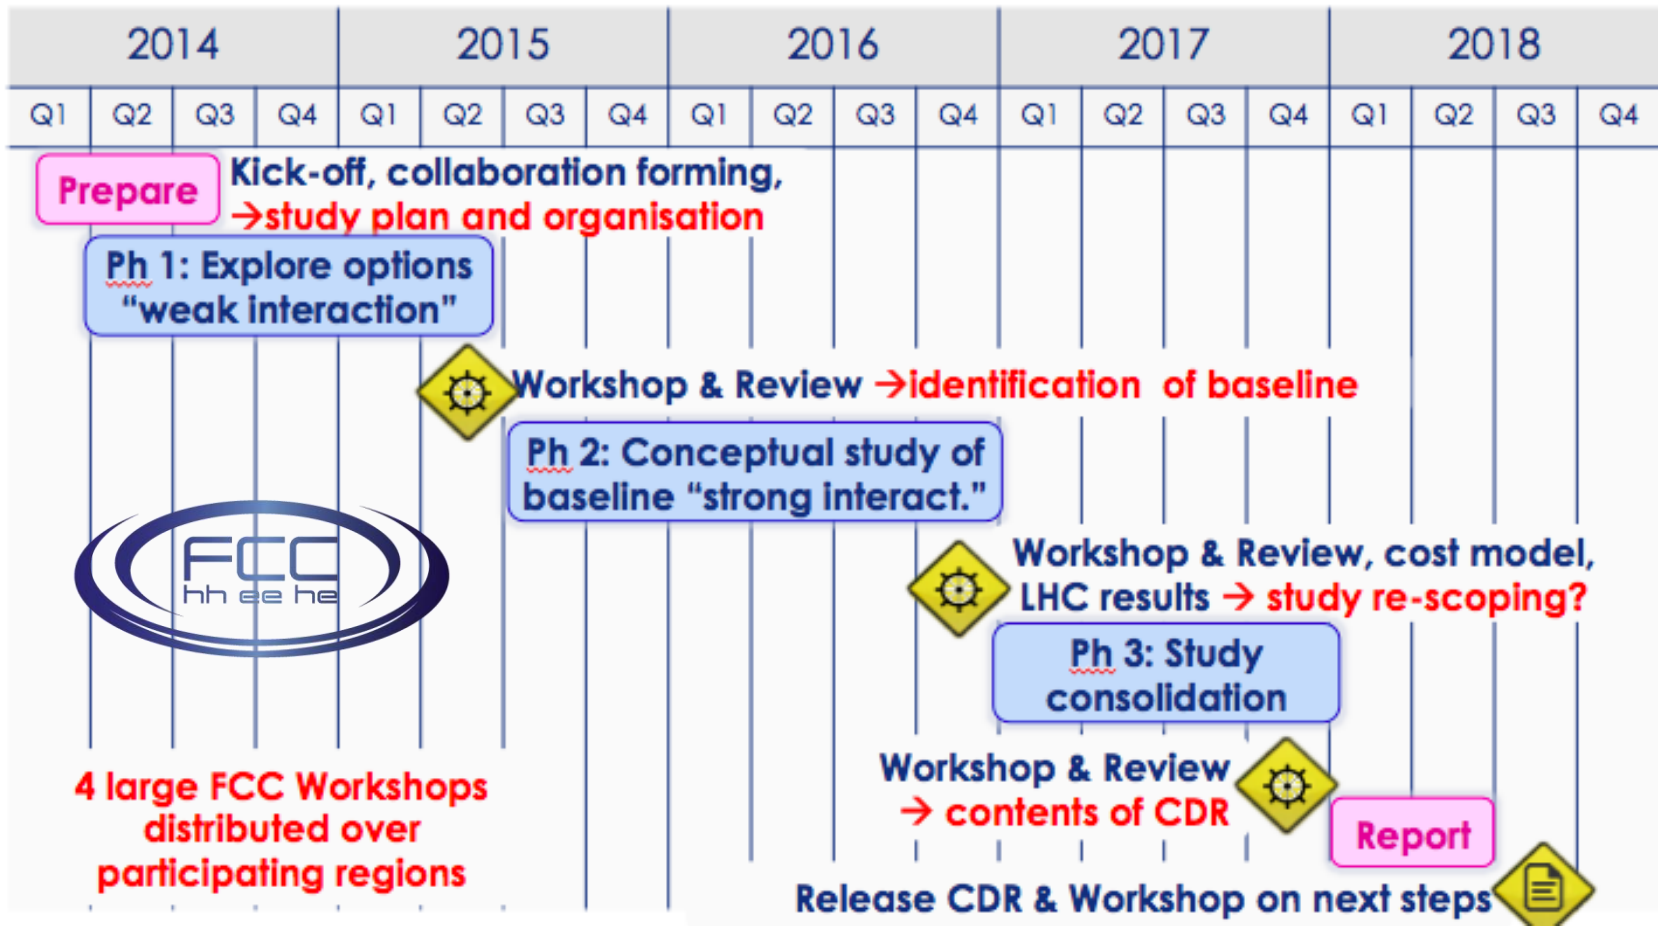 2014 2015 2016 2017 2018
Q1 Q2 Q3 Q4 Q1 Q2 Q3 Q4 Q1 Q2 Q3 Q4 Q1 Q2 Q3 Q4 Q1 Q2 Q3 Q4
Prepare
Kick-off, collaboration forming,
→study plan and organisation
Ph 1: Explore options
“weak interaction”
Workshop & Review →identification of baseline
Ph 2: Conceptual study of
baseline “strong interact.”
FCC
hh ee he
Workshop & Review, cost model,
LHC results → study re-scoping?
Ph 3: Study
consolidation
4 large FCC Workshops
distributed over
participating regions
Workshop & Review
→ contents of CDR
Report
Release CDR & Workshop on next steps